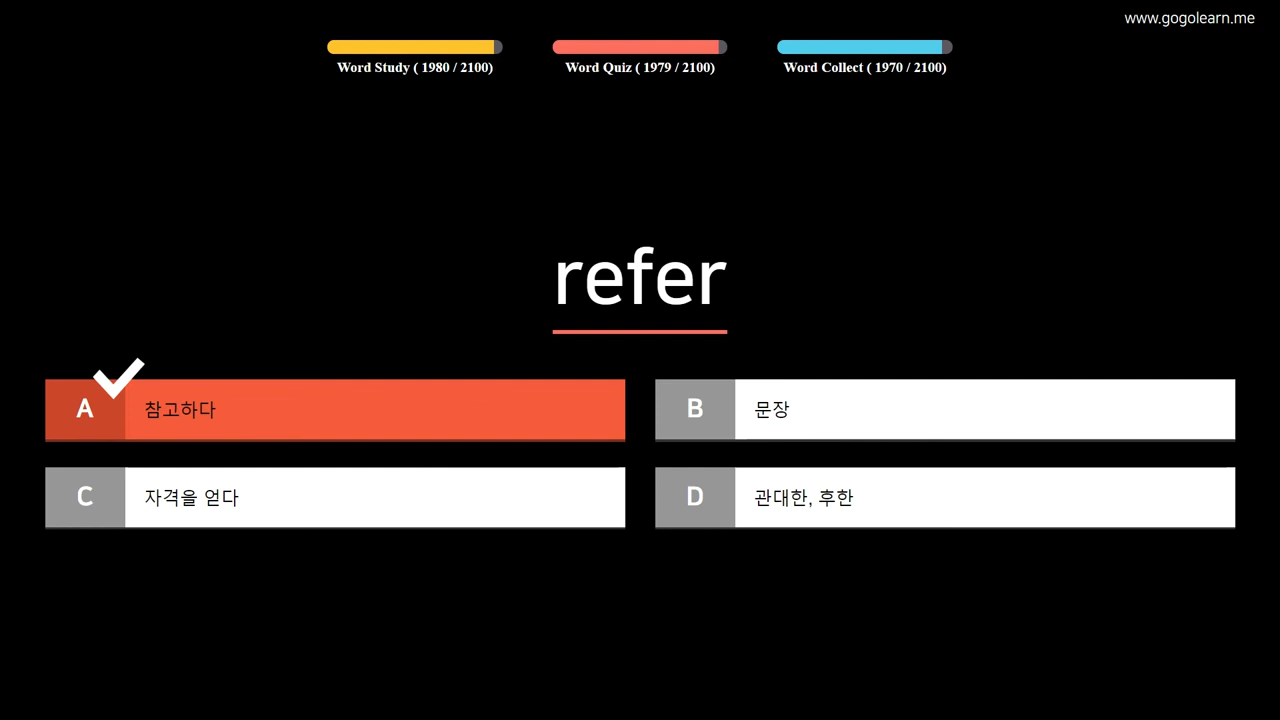 www.gogolearn.me
Word Study ( 1980 / 2100)
Word Quiz ( 1979 / 2100)
Word Collect ( 1970 / 2100)
refer
A 참고하다
B 문장
C 자격을 얻다
D 관대한, 후한